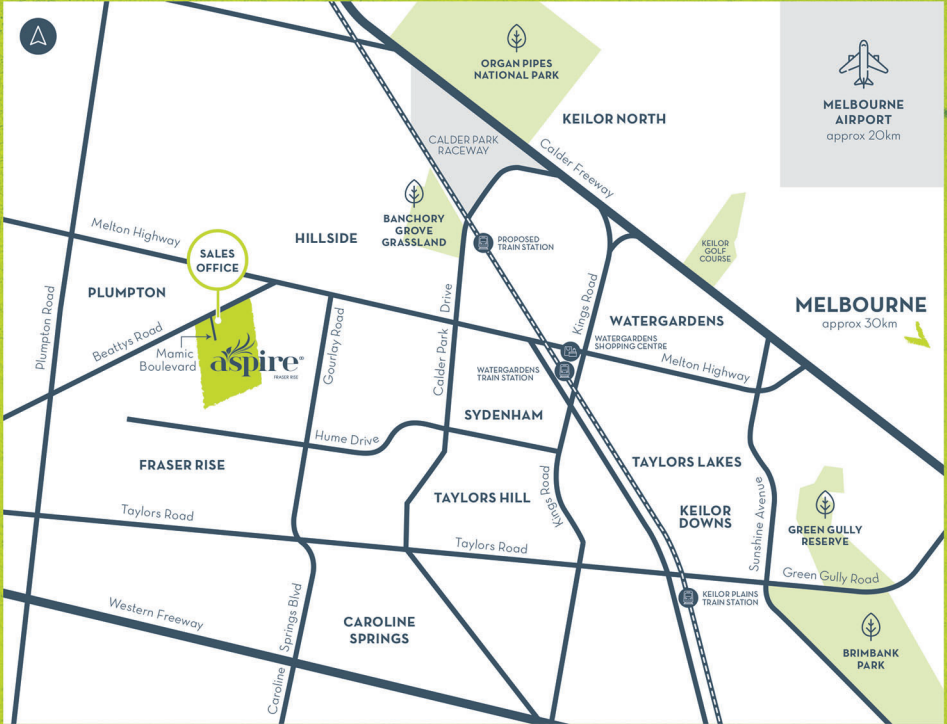 ORGAN PIPES
NATIONAL PARK
MELBOURNE
AIRPORT
approx 20km
KEILOR NORTH
CALDER PARK
RACEWAY
Calder Freeway
BANCHORY
GROVE
GRASSLAND
Melton Highway
HILLSIDE
SALES
OFFICE
PROPOSED
TRAIN STATION
KEILOR
GOLF
COURSE
PLUMPTON
MELBOURNE
approx 30km
Plumpton Road
Beattys Road
Mamic
Boulevard
aspire®
FRASER RISE
Gourlay Road
Calder Park Drive
Kings Road
WATERGARDENS
WATERGARDENS
SHOPPING CENTRE
Melton Highway
WATERGARDENS
TRAIN STATION
SYDENHAM
Hume Drive
FRASER RISE
TAYLORS HILL
Kings Road
TAYLORS LAKES
KEILOR
DOWNS
Sunshine Avenue
GREEN GULLY
RESERVE
Taylors Road
Taylors Road
Green Gully Road
KEILOR PLAINS
TRAIN STATION
Western Freeway
Caroline Springs Blvd
CAROLINE
SPRINGS
BRIMBANK
PARK